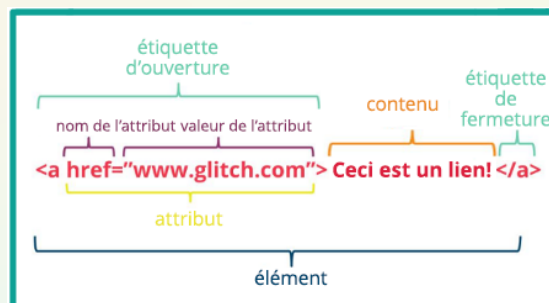 étiquette
d'ouverture
étiquette
de
fermeture
contenu
nom de l'attribut valeur de l'attribut
<a href="www.glitch.com"> Ceci est un lien! </a>
attribut
élément